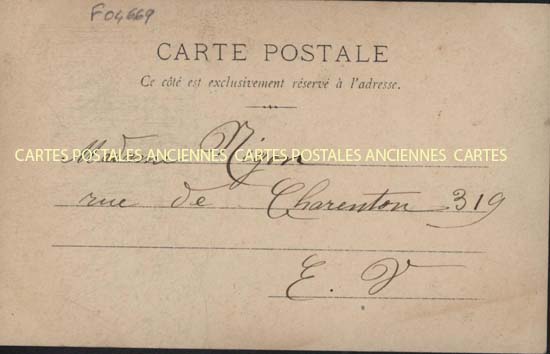 F04669
CARTE POSTALE
Ce côté est exclusivement réservé à l'adresse.
Madame
CARTES POSTALES ANCIENNES CARTES POSTALES ANCIENNES CARTES
rue de Charenton 319
E. V